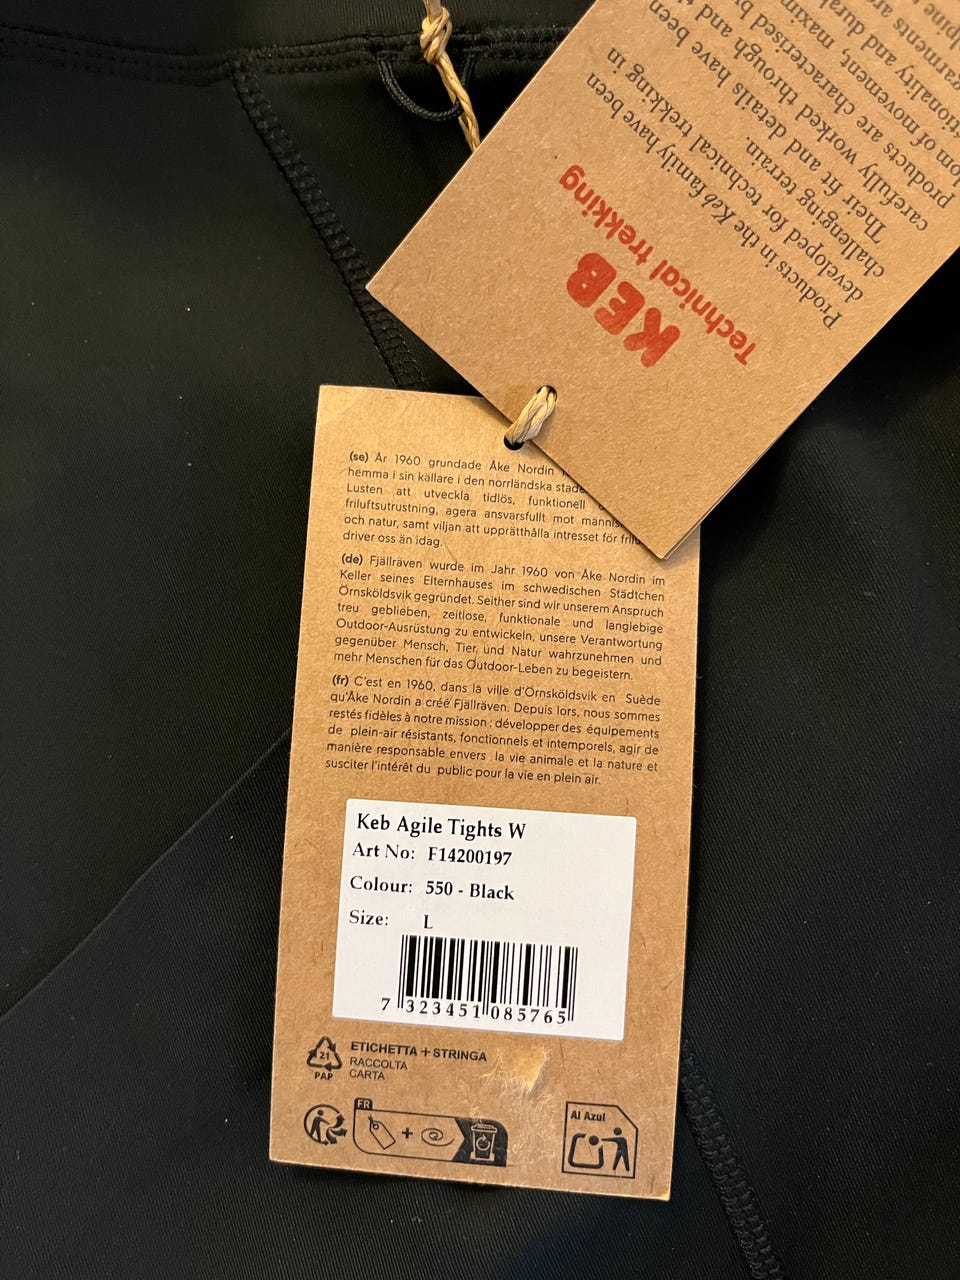 KEB
Technical trekking
Products in the Keb family have been
developed for technical trekking in
challenging terrain.
Their fit and details have been
carefully worked through and
products are characterised
of movement,
and
garments are
(se) År 1960 grundade Åke Nordin
hemma i sin källare i den norrländska
Lusten att utveckla tidlös, funktionell
friluftsutrustning, agera ansvarsfullt mot
och natur, samt viljan att upprätthålla intresset för
driver oss än idag.
(de) Fjällräven wurde im Jahr 1960 von Åke Nordin im
Keller seines Elternhauses im schwedischen Städtchen
Örnsköldsvik gegründet. Seither sind wir unserem Anspruch
treu geblieben, zeitlose, funktionale und langlebige
Outdoor-Ausrüstung zu entwickeln, unsere Verantwortung
gegenüber Mensch, Tier und Natur wahrzunehmen und
mehr Menschen für das Outdoor-Leben zu begeistern.
(fr) C'est en 1960, dans la ville d'Örnsköldsvik en Suède
qu'Åke Nordin a créé Fjällräven. Depuis lors, nous sommes
restés fidèles à notre mission : développer des équipements
de plein-air résistants, fonctionnels et intemporels, agir de
manière responsable envers la vie animale et la nature et
susciter l'intérêt du public pour la vie en plein air.
Keb Agile Tights W
Art No: F14200197
Colour: 550 - Black
Size: L
7 323451 085765
21
PAP
ETICHETTA + STRINGA
RACCOLTA
CARTA
FR
+
Al Azul